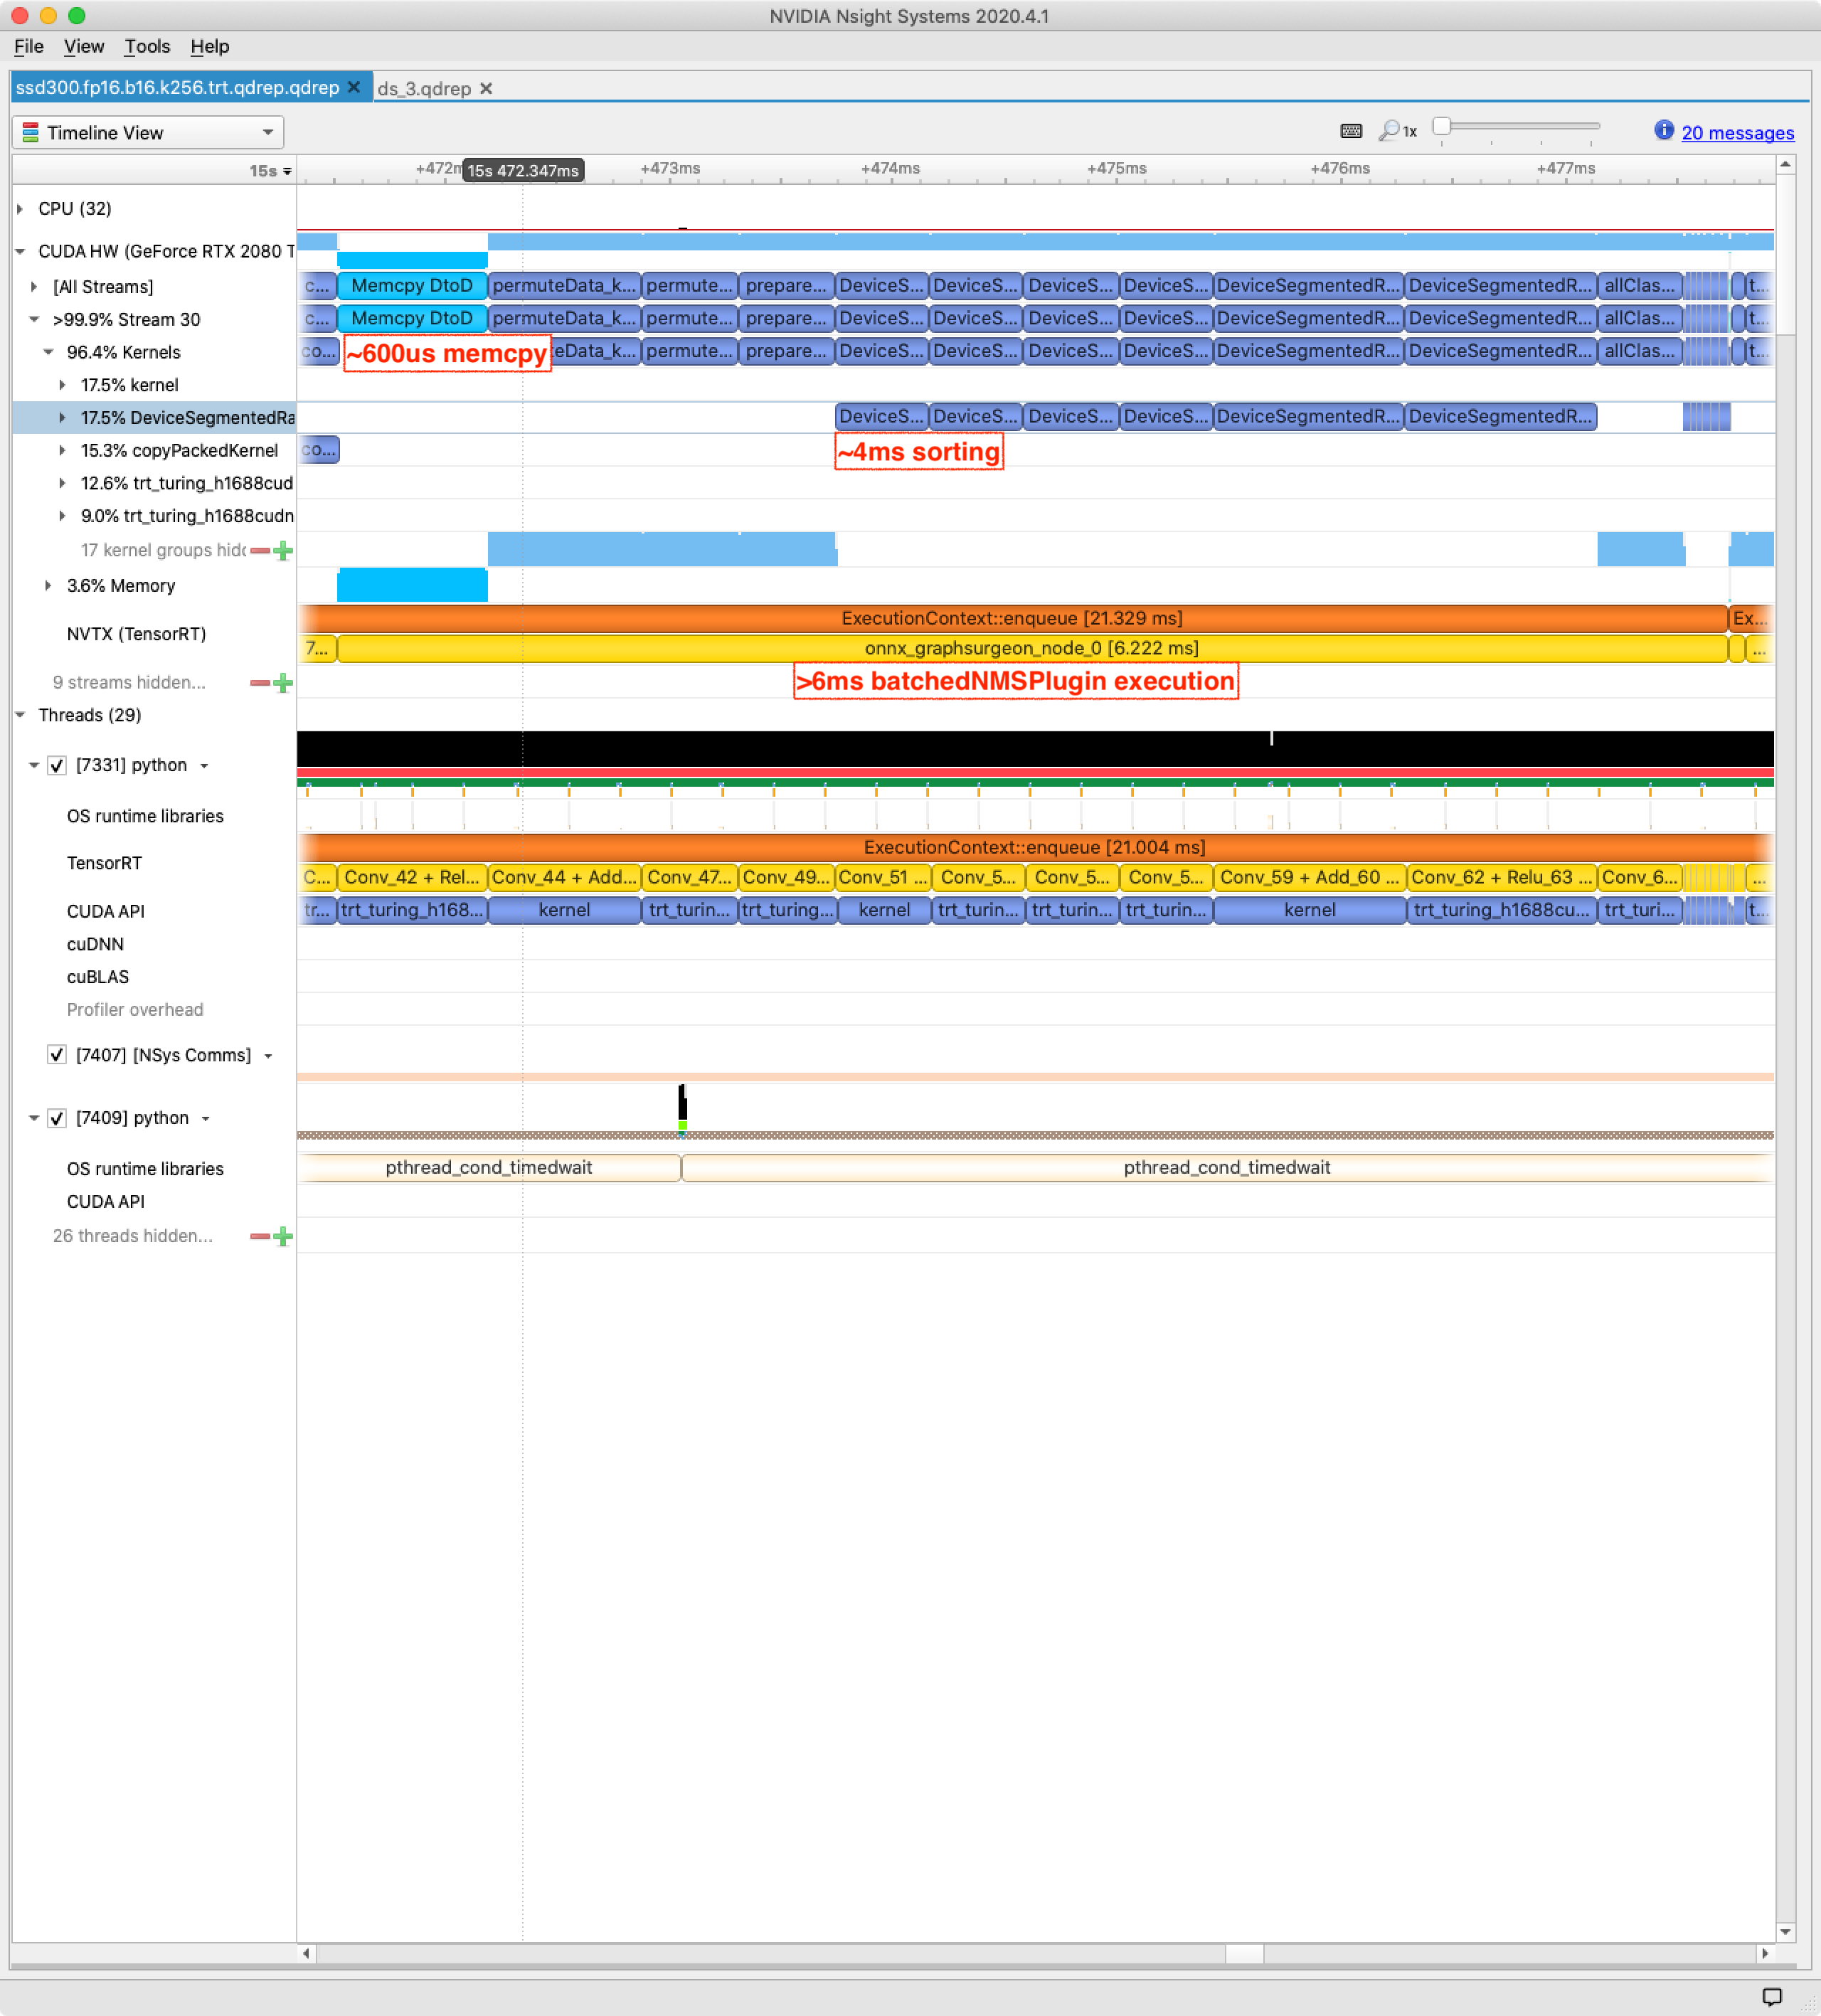 NVIDIA Nsight Systems 2020.4.1
File View Tools Help
ssd300.fp16.b16.k256.trt.qdrep.qdrep ds_3.qdrep
Timeline View 1x 20 messages
15s +472m 15s 472.347ms +473ms +474ms +475ms +476ms +477ms
CPU (32)
CUDA HW (GeForce RTX 2080 T
[All Streams] c... Memcpy DtoD permuteData_k... permute... prepare... DeviceS... DeviceS... DeviceS... DeviceS... DeviceSegmentedR... DeviceSegmentedR... allClas... t...
>99.9% Stream 30 c... Memcpy DtoD permuteData_k... permute... prepare... DeviceS... DeviceS... DeviceS... DeviceS... DeviceSegmentedR... DeviceSegmentedR... allClas... t...
96.4% Kernels co... ~600us memcpy teData_k... permute... prepare... DeviceS... DeviceS... DeviceS... DeviceS... DeviceSegmentedR... DeviceSegmentedR... allClas... t...
17.5% kernel
17.5% DeviceSegmentedRa DeviceS... DeviceS... DeviceS... DeviceS... DeviceSegmentedR... DeviceSegmentedR...
15.3% copyPackedKernel co... ~4ms sorting
12.6% trt_turing_h1688cud
9.0% trt_turing_h1688cudn
17 kernel groups hid
3.6% Memory
ExecutionContext::enqueue [21.329 ms] Ex...
NVTX (TensorRT)
7... onnx_graphsurgeon_node_0 [6.222 ms] ...
9 streams hidden... >6ms batchedNMSPlugin execution
Threads (29)
[7331] python
OS runtime libraries
ExecutionContext::enqueue [21.004 ms]
TensorRT
C... Conv_42 + Rel... Conv_44 + Add... Conv_47... Conv_49... Conv_51 ... Conv_5... Conv_5... Conv_5... Conv_59 + Add_60 ... Conv_62 + Relu_63 ... Conv_6... ...
CUDA API tr... trt_turing_h168... kernel trt_turin... trt_turing... kernel trt_turin... trt_turin... trt_turin... kernel trt_turing_h1688cu... trt_turi... t...
cuDNN
cuBLAS
Profiler overhead
[7407] [NSys Comms]
[7409] python
OS runtime libraries pthread_cond_timedwait pthread_cond_timedwait
CUDA API
26 threads hidden...